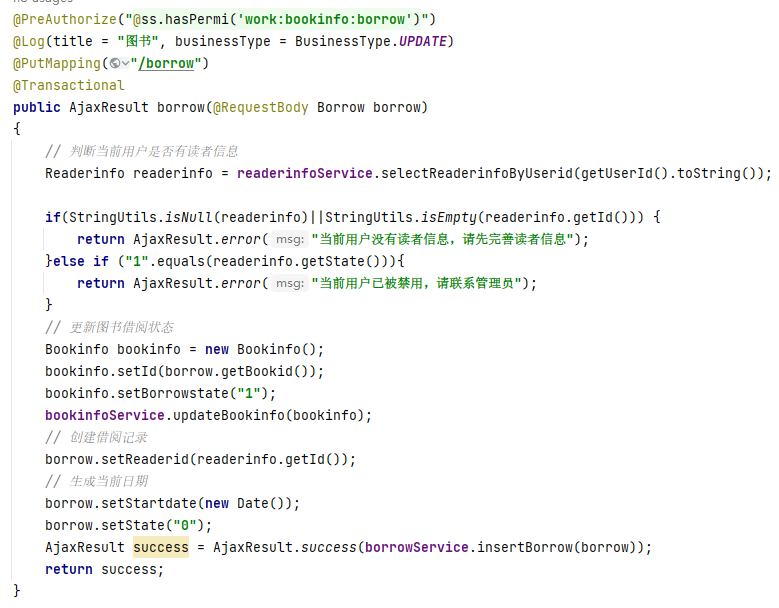 no usages
@PreAuthorize("@ss.hasPermi('work:bookinfo:borrow')")
@Log(title = "图书", businessType = BusinessType.UPDATE)
@PutMapping("/borrow")
@Transactional
public AjaxResult borrow(@RequestBody Borrow borrow)
{
// 判断当前用户是否有读者信息
Readerinfo readerinfo = readerinfoService.selectReaderinfoByUserid(getUserId().toString());
if(StringUtils.isNull(readerinfo)||StringUtils.isEmpty(readerinfo.getId())) {
return AjaxResult.error( msg: "当前用户没有读者信息，请先完善读者信息");
}else if ("1".equals(readerinfo.getState())){
return AjaxResult.error( msg: "当前用户已被禁用，请联系管理员");
}
// 更新图书借阅状态
Bookinfo bookinfo = new Bookinfo();
bookinfo.setId(borrow.getBookid());
bookinfo.setBorrowstate("1");
bookinfoService.updateBookinfo(bookinfo);
// 创建借阅记录
borrow.setReaderid(readerinfo.getId());
// 生成当前日期
borrow.setStartdate(new Date());
borrow.setState("0");
AjaxResult success = AjaxResult.success(borrowService.insertBorrow(borrow));
return success;
}